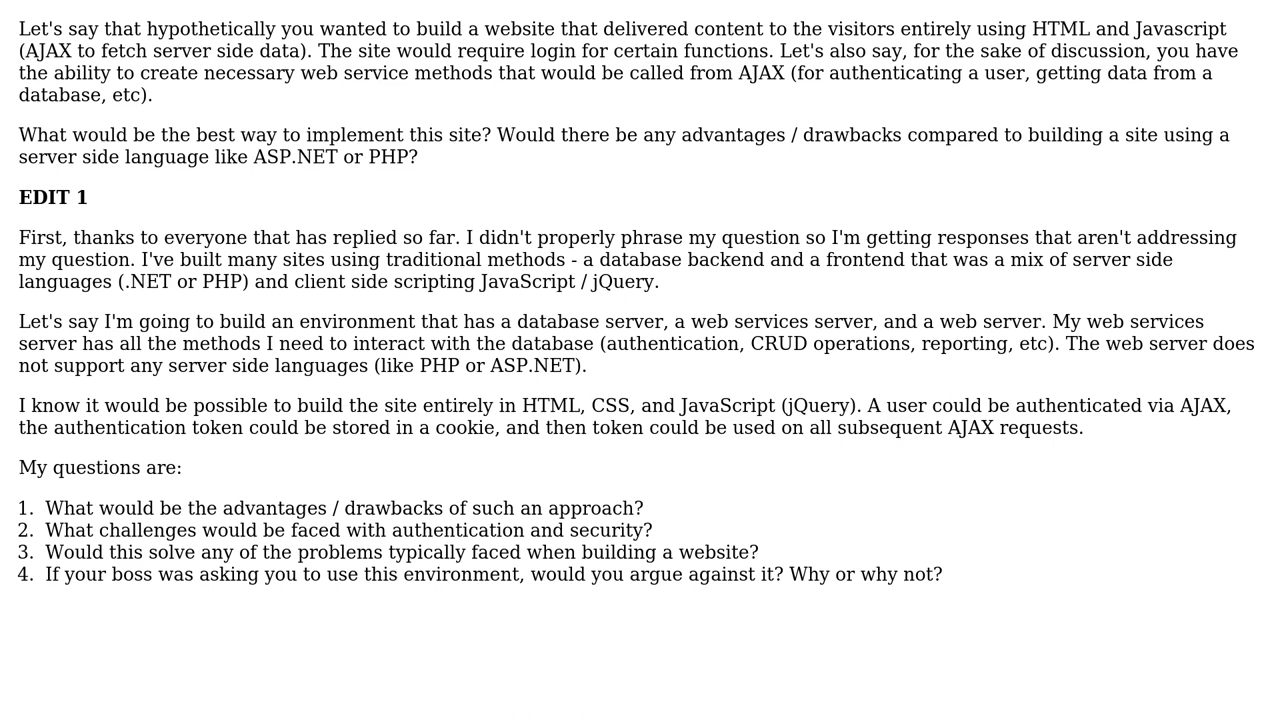 Let's say that hypothetically you wanted to build a website that delivered content to the visitors entirely using HTML and Javascript
(AJAX to fetch server side data). The site would require login for certain functions. Let's also say, for the sake of discussion, you have
the ability to create necessary web service methods that would be called from AJAX (for authenticating a user, getting data from a
database, etc).
What would be the best way to implement this site? Would there be any advantages / drawbacks compared to building a site using a
server side language like ASP.NET or PHP?
EDIT 1
First, thanks to everyone that has replied so far. I didn't properly phrase my question so I'm getting responses that aren't addressing
my question. I've built many sites using traditional methods - a database backend and a frontend that was a mix of server side
languages (.NET or PHP) and client side scripting JavaScript / jQuery.
Let's say I'm going to build an environment that has a database server, a web services server, and a web server. My web services
server has all the methods I need to interact with the database (authentication, CRUD operations, reporting, etc). The web server does
not support any server side languages (like PHP or ASP.NET).
I know it would be possible to build the site entirely in HTML, CSS, and JavaScript (jQuery). A user could be authenticated via AJAX,
the authentication token could be stored in a cookie, and then token could be used on all subsequent AJAX requests.
My questions are:
1. What would be the advantages / drawbacks of such an approach?
2. What challenges would be faced with authentication and security?
3. Would this solve any of the problems typically faced when building a website?
4. If your boss was asking you to use this environment, would you argue against it? Why or why not?